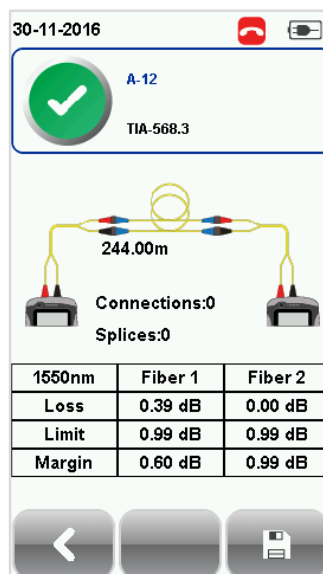 30-11-2016
A-12
TIA-568.3
244.00m
Connections:0
Splices:0
1550nm Fiber 1 Fiber 2
Loss 0.39 dB 0.00 dB
Limit 0.99 dB 0.99 dB
Margin 0.60 dB 0.99 dB